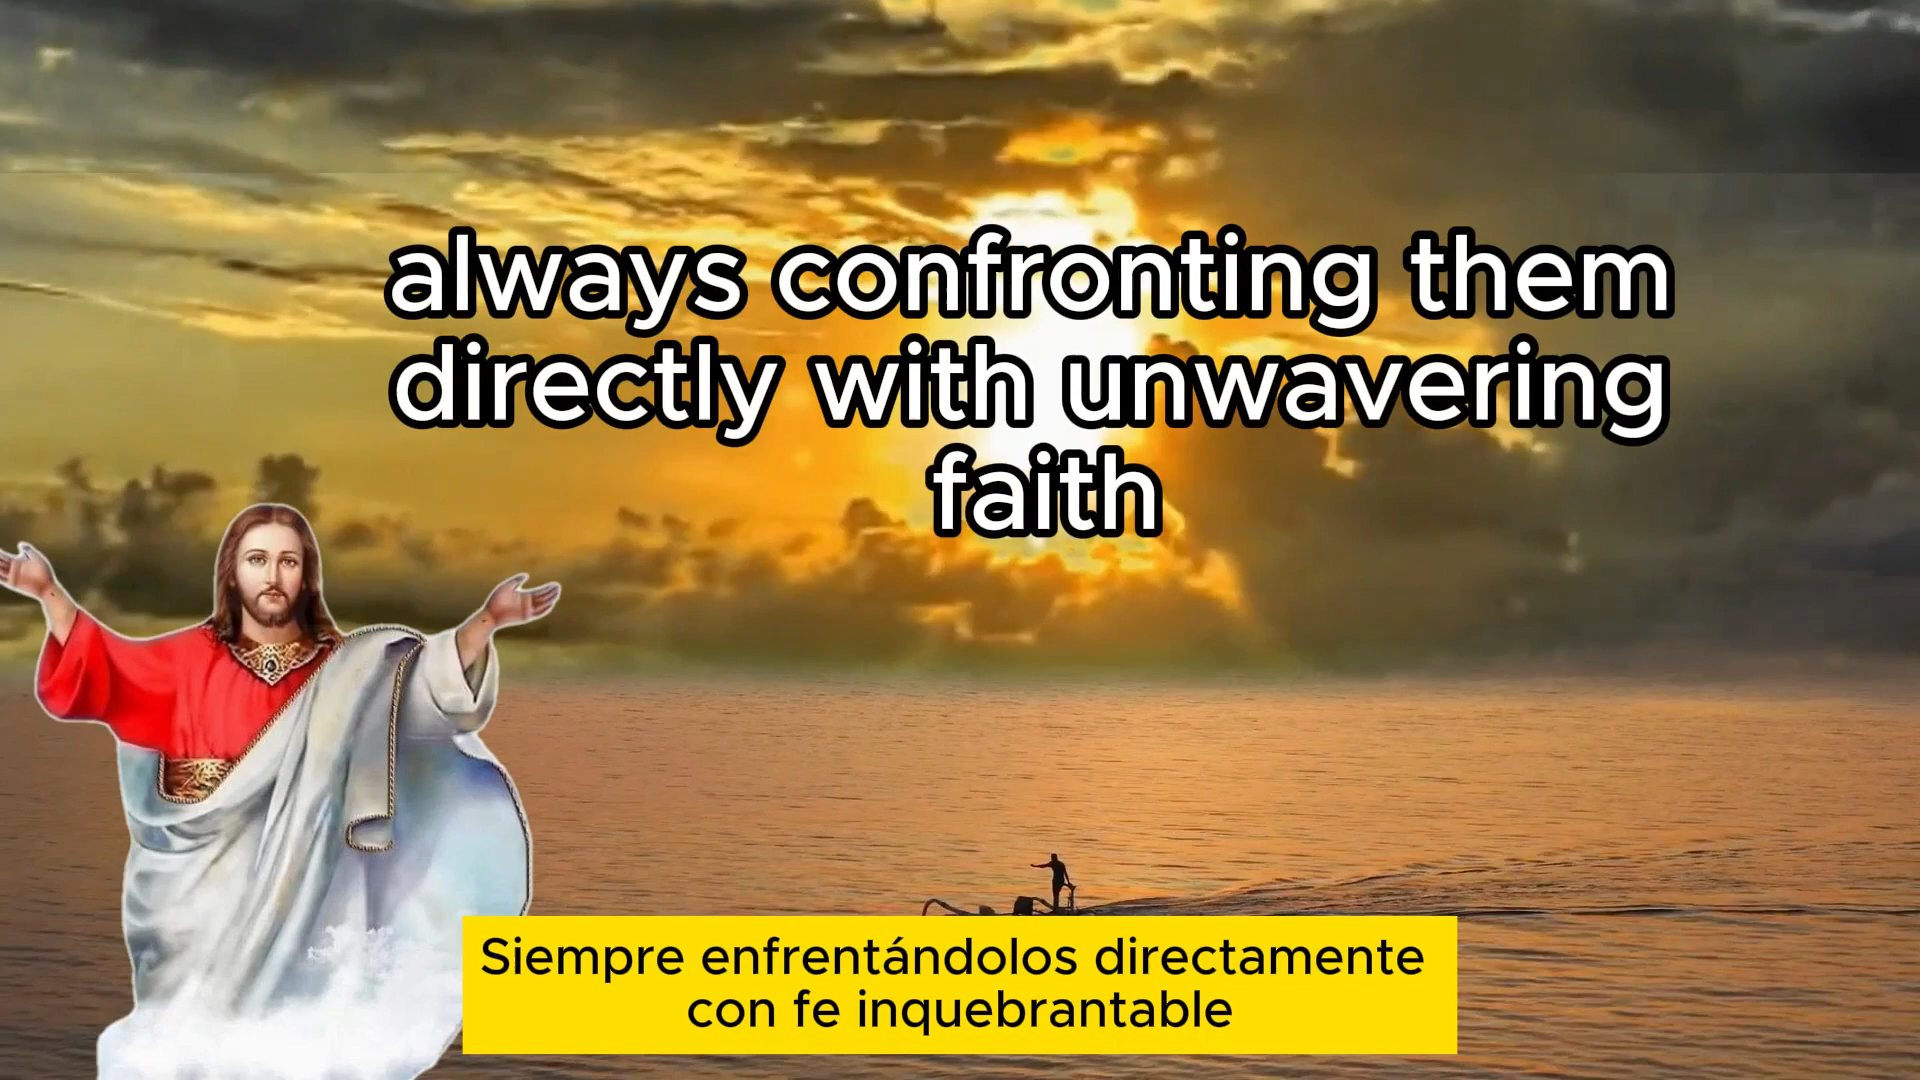 always confronting them
directly with unwavering
faith
Siempre enfrentándolos directamente
con fe inquebrantable